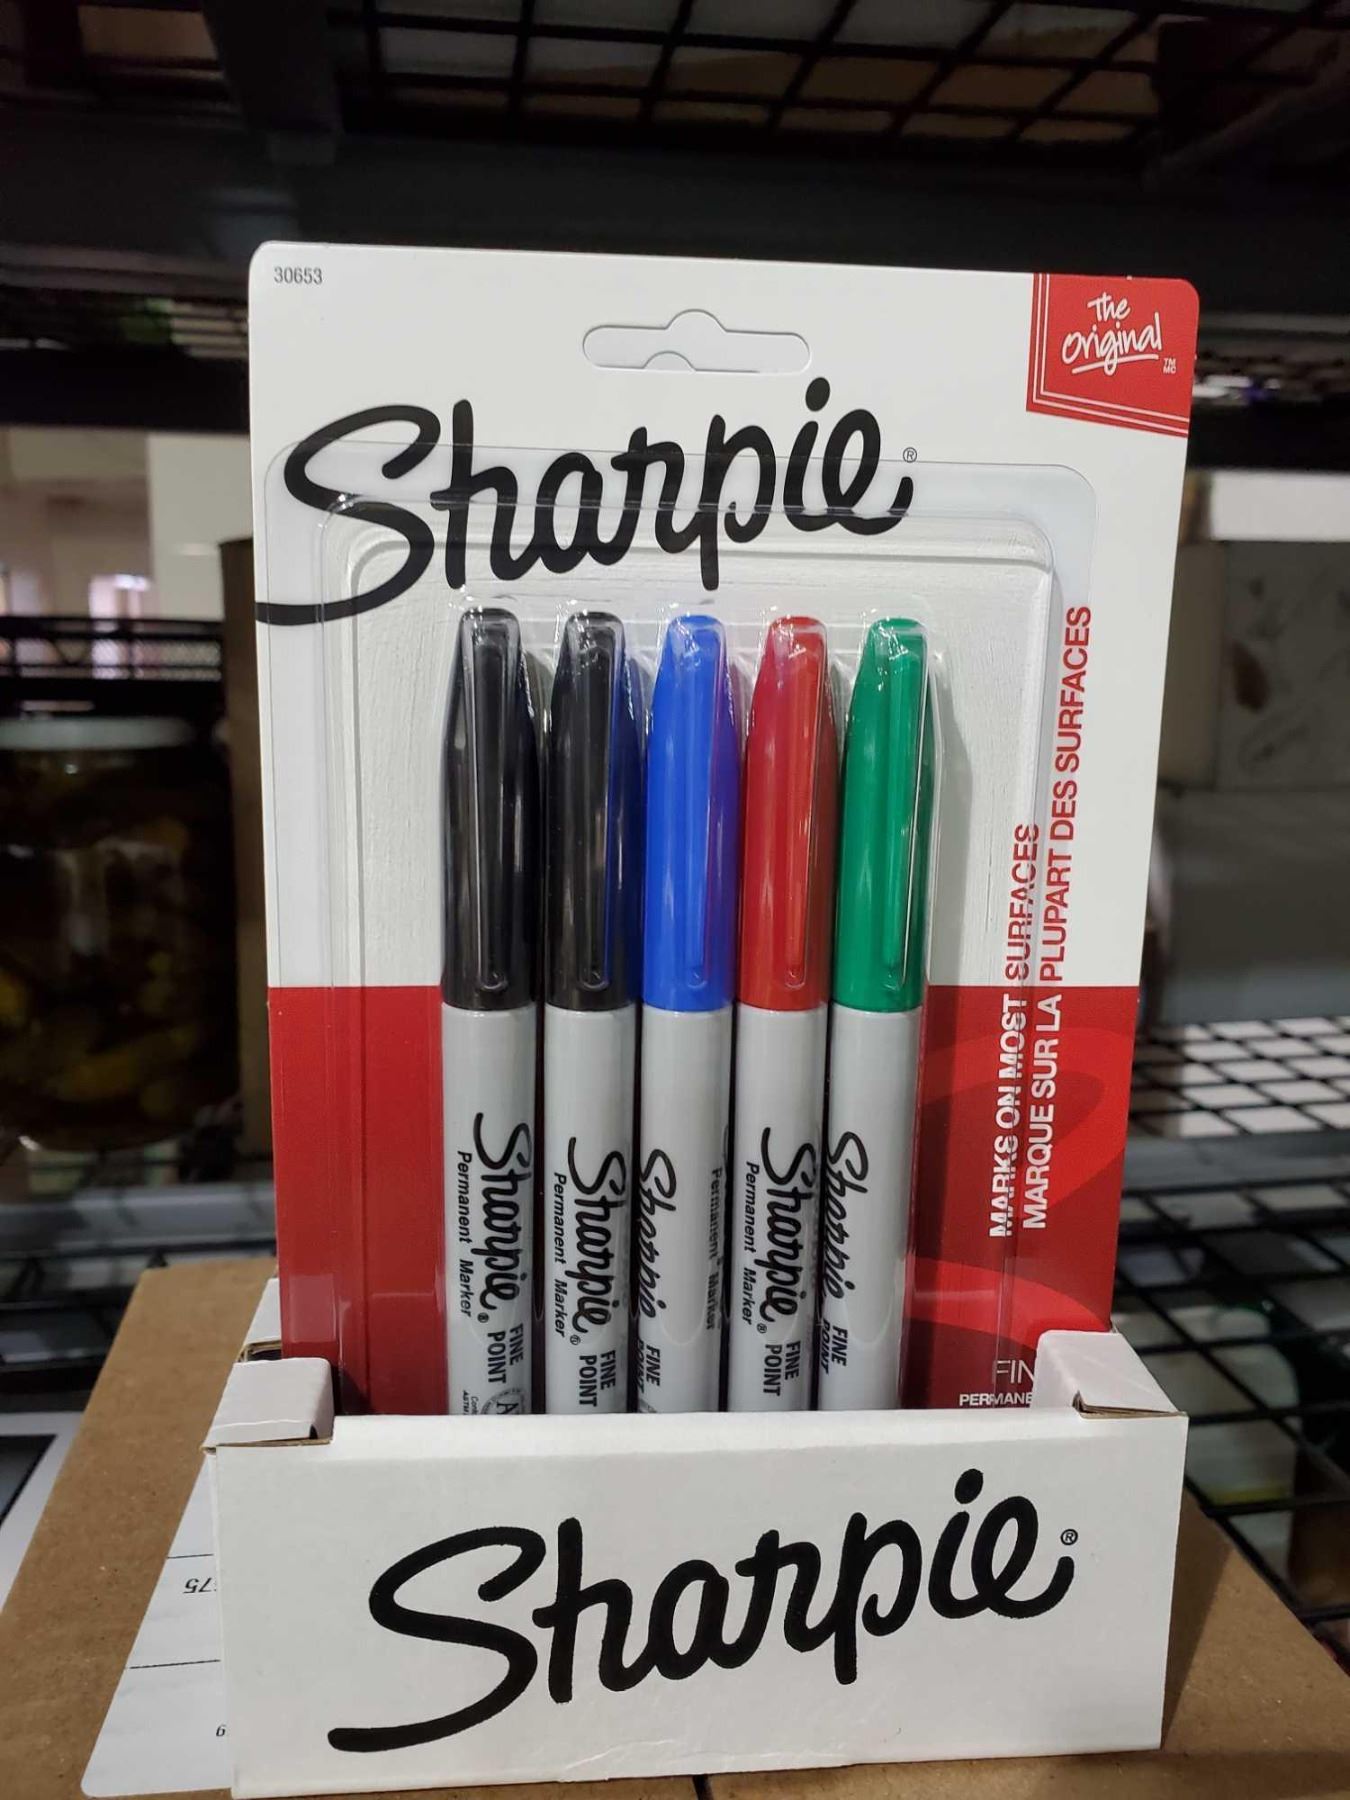 30653
The
Original
TM
MC
Sharpie®
MARKS ON MOST SURFACES
MARQUE SUR LA PLUPART DES SURFACES
Sharpie®
Permanent Marker
FINE
POINT
Sharpie®
Permanent Marker
FINE
POINT
Sharpie
FINE
POINT
Permanent Marker
Sharpie®
Permanent Marker
FINE
POINT
Sharpie
FINE
POINT
FIN
PERMANE
Sharpie®